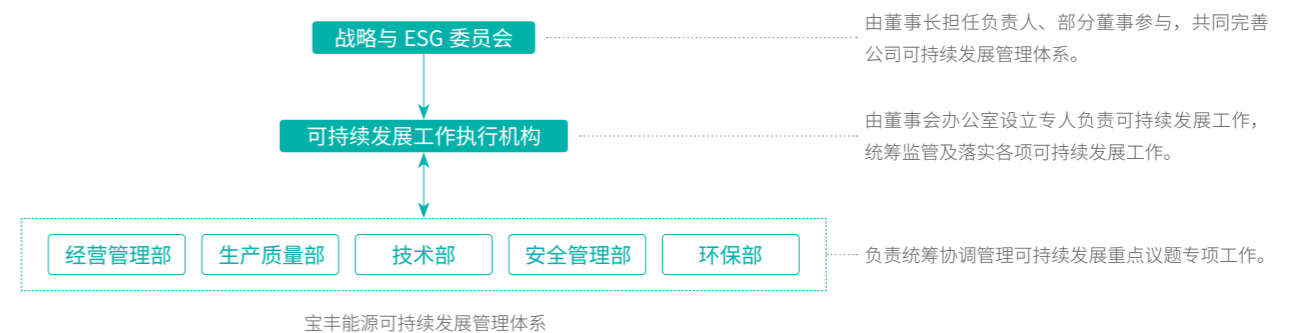 战略与 ESG 委员会
由董事长担任负责人、部分董事参与，共同完善
公司可持续发展管理体系。
可持续发展工作执行机构
由董事会办公室设立专人负责可持续发展工作，
统筹监管及落实各项可持续发展工作。
经营管理部
生产质量部
技术部
安全管理部
环保部
负责统筹协调管理可持续发展重点议题专项工作。
宝丰能源可持续发展管理体系